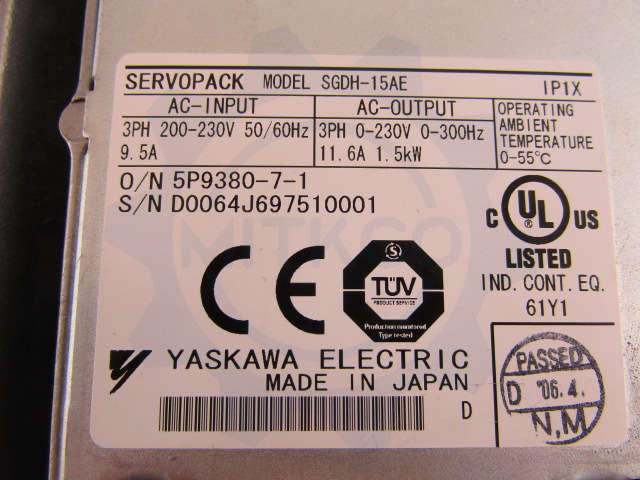 SERVOPACK MODEL SGDH-15AE IP1X
AC-INPUT
3PH 200-230V 50/60Hz
9.5A
AC-OUTPUT
3PH 0-230V 0-300Hz
11.6A 1.5kW
OPERATING
AMBIENT
TEMPERATURE
0-55°C
O/N 5P9380-7-1
S/N D0064J697510001
C UL ® US
LISTED
IND. CONT. EQ.
61Y1
CE
S
TÜV
PRODUCT SERVICE
Production monitored
Type tested
YASKAWA ELECTRIC
MADE IN JAPAN
D
PASSED
D '06.4.
N,M
MITKCO